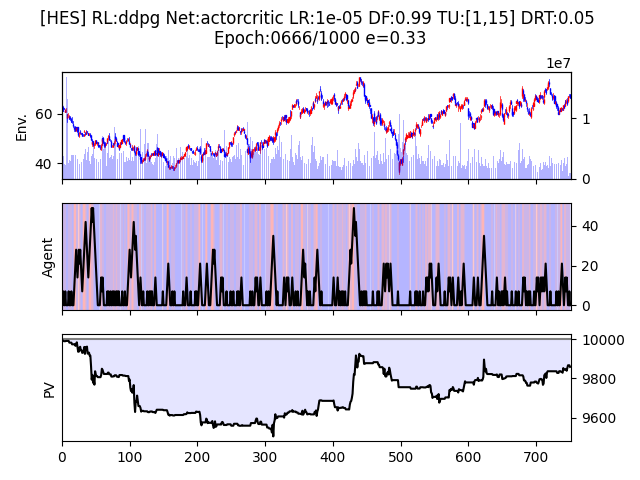 [HES] RL:ddpg Net:actorcritic LR:1e-05 DF:0.99 TU:[1,15] DRT:0.05
Epoch:0666/1000 e=0.33
1e7
Env.
60
40
1
0
Agent
40
20
0
PV
10000
9800
9600
0 100 200 300 400 500 600 700